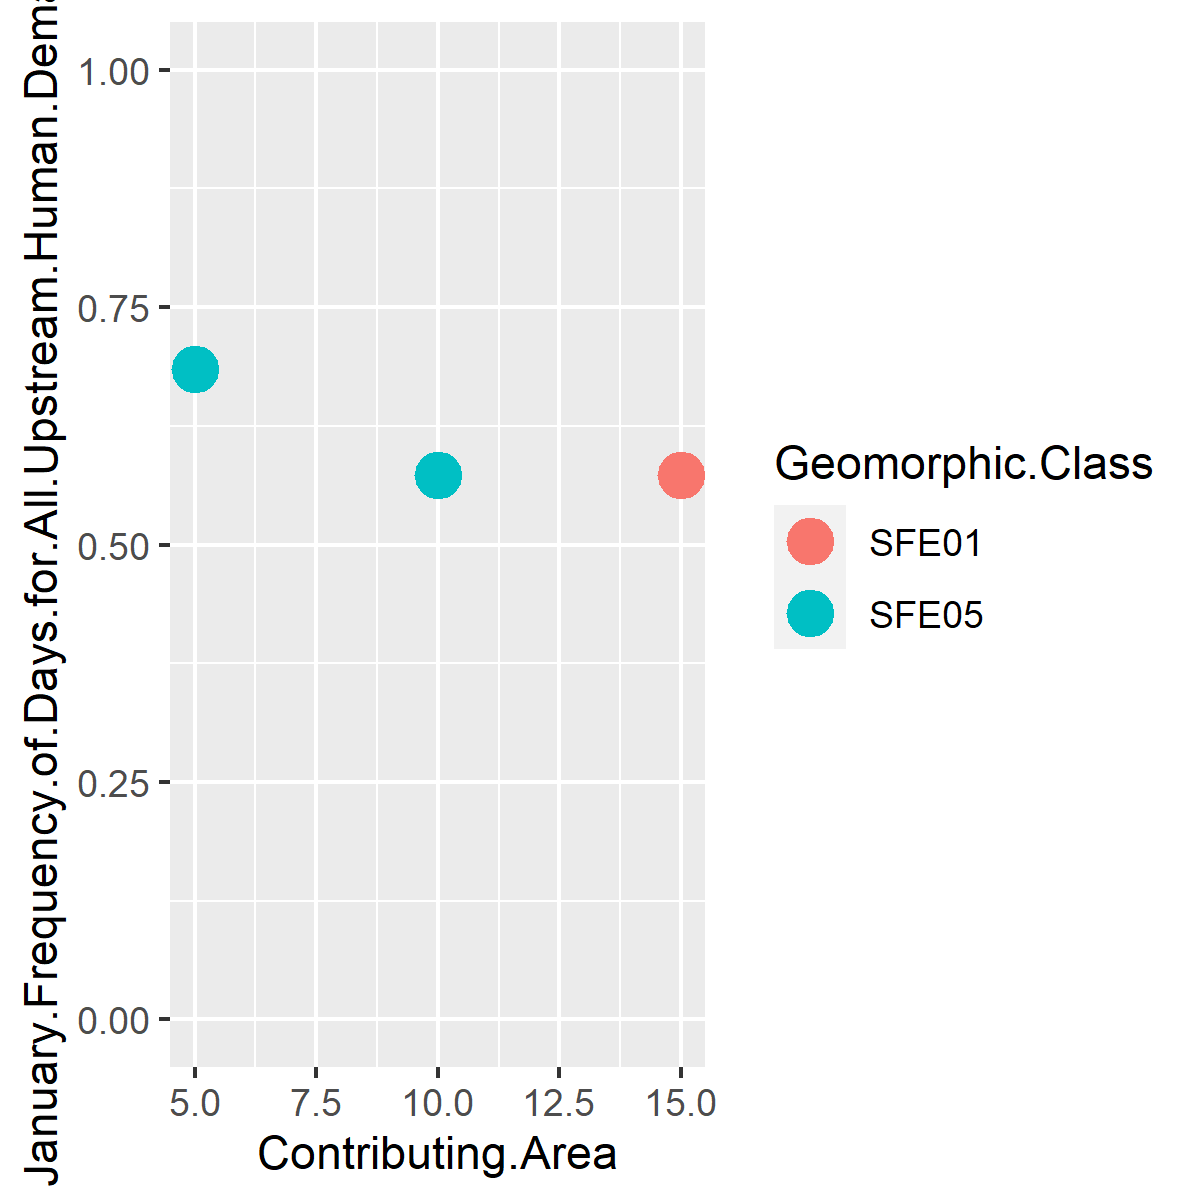 January.Frequency.of.Days.for.All.Upstream.Human.Dema
1.00
0.75
0.50
0.25
0.00
5.0 7.5 10.0 12.5 15.0
Contributing.Area
Geomorphic.Class
SFE01
SFE05